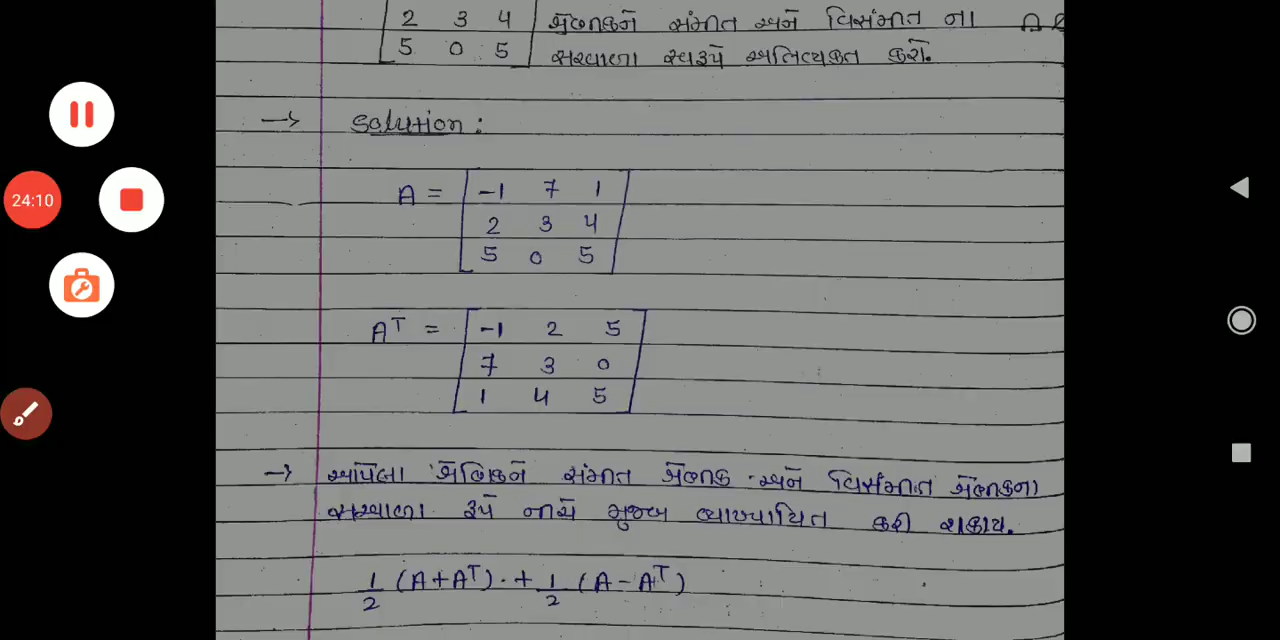 2 3 4 શ્રેણીકને સંમીત અને વિસંમીત ના
5 0 5 સરવાળા સ્વરૂપે અભિવ્યકત કરો.
→ Solution:
A = -1 7 1
2 3 4
5 0 5
24:10
Aᵀ = -1 2 5
7 3 0
1 4 5
→ આપેલા શ્રેણિકને સંમીત શ્રેણીક અને વિસંમીત શ્રેણીકના
સરવાળા રૂપે નીચે મુજબ વ્યાખ્યાયિત કરી શકાય.
1/2 (A+Aᵀ) . + 1/2 (A - Aᵀ)